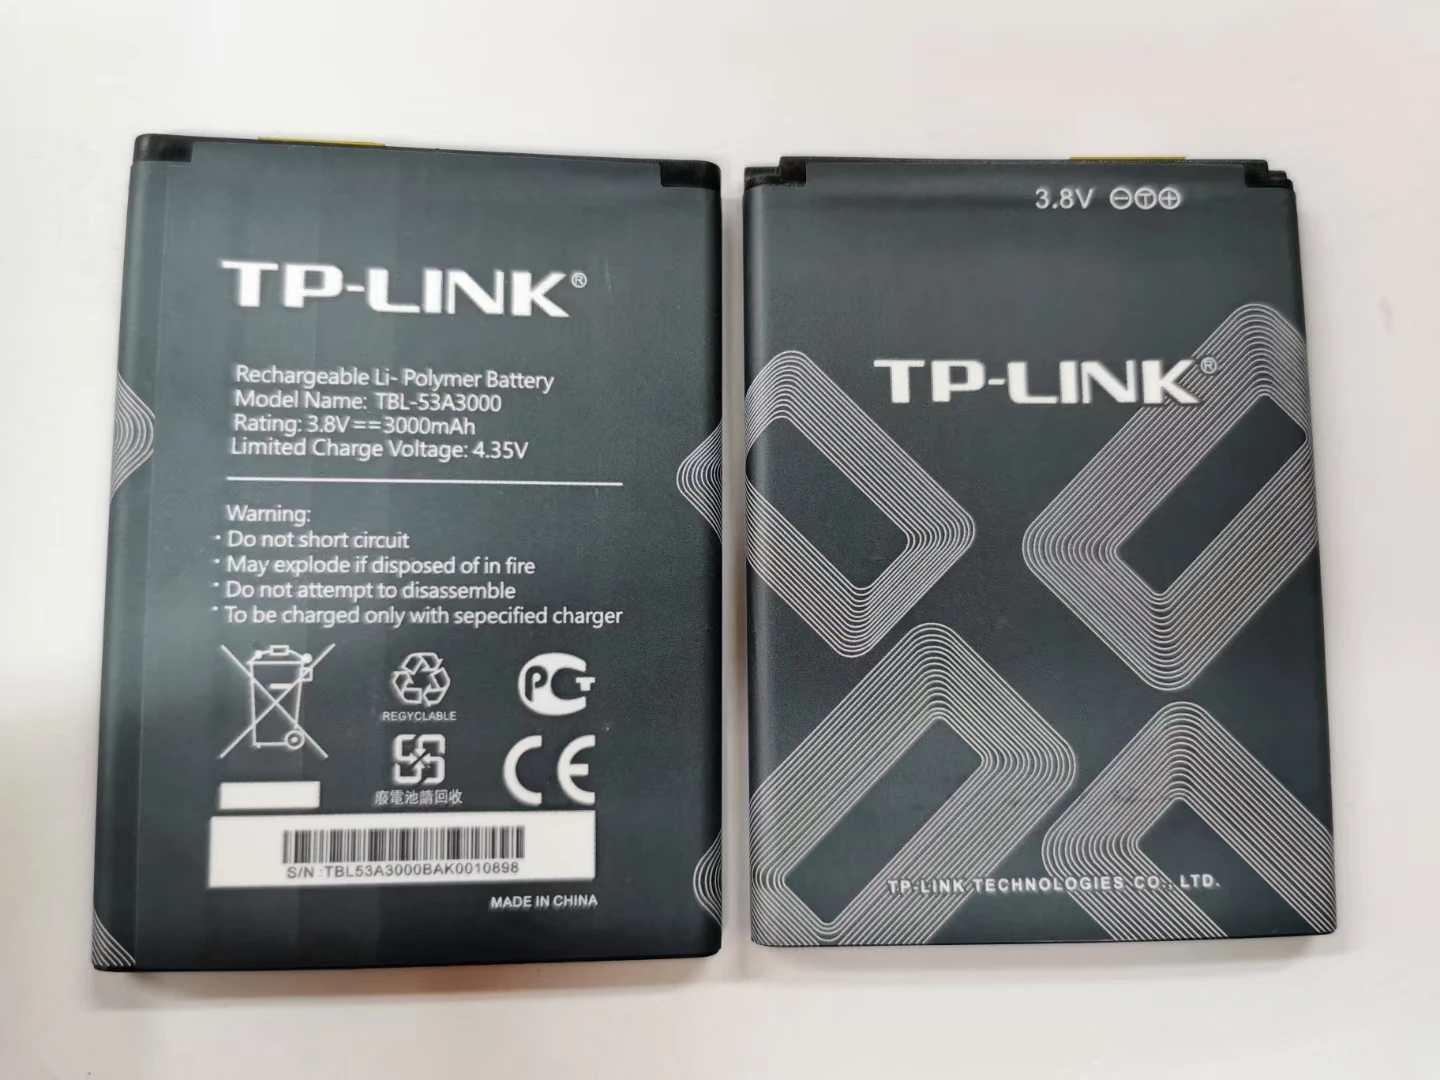 TP-LINK®
Rechargeable Li- Polymer Battery
Model Name: TBL-53A3000
Rating: 3.8V==3000mAh
Limited Charge Voltage: 4.35V
Warning:
· Do not short circuit
· May explode if disposed of in fire
· Do not attempt to disassemble
· To be charged only with sepecified charger
REGYCLABLE
PCT
廢電池請回收
CE
S/N :TBL53A3000BAK0010898
MADE IN CHINA
3.8V ⊖Ⓣ⊕
TP-LINK®
TP-LINK TECHNOLOGIES CO., LTD.